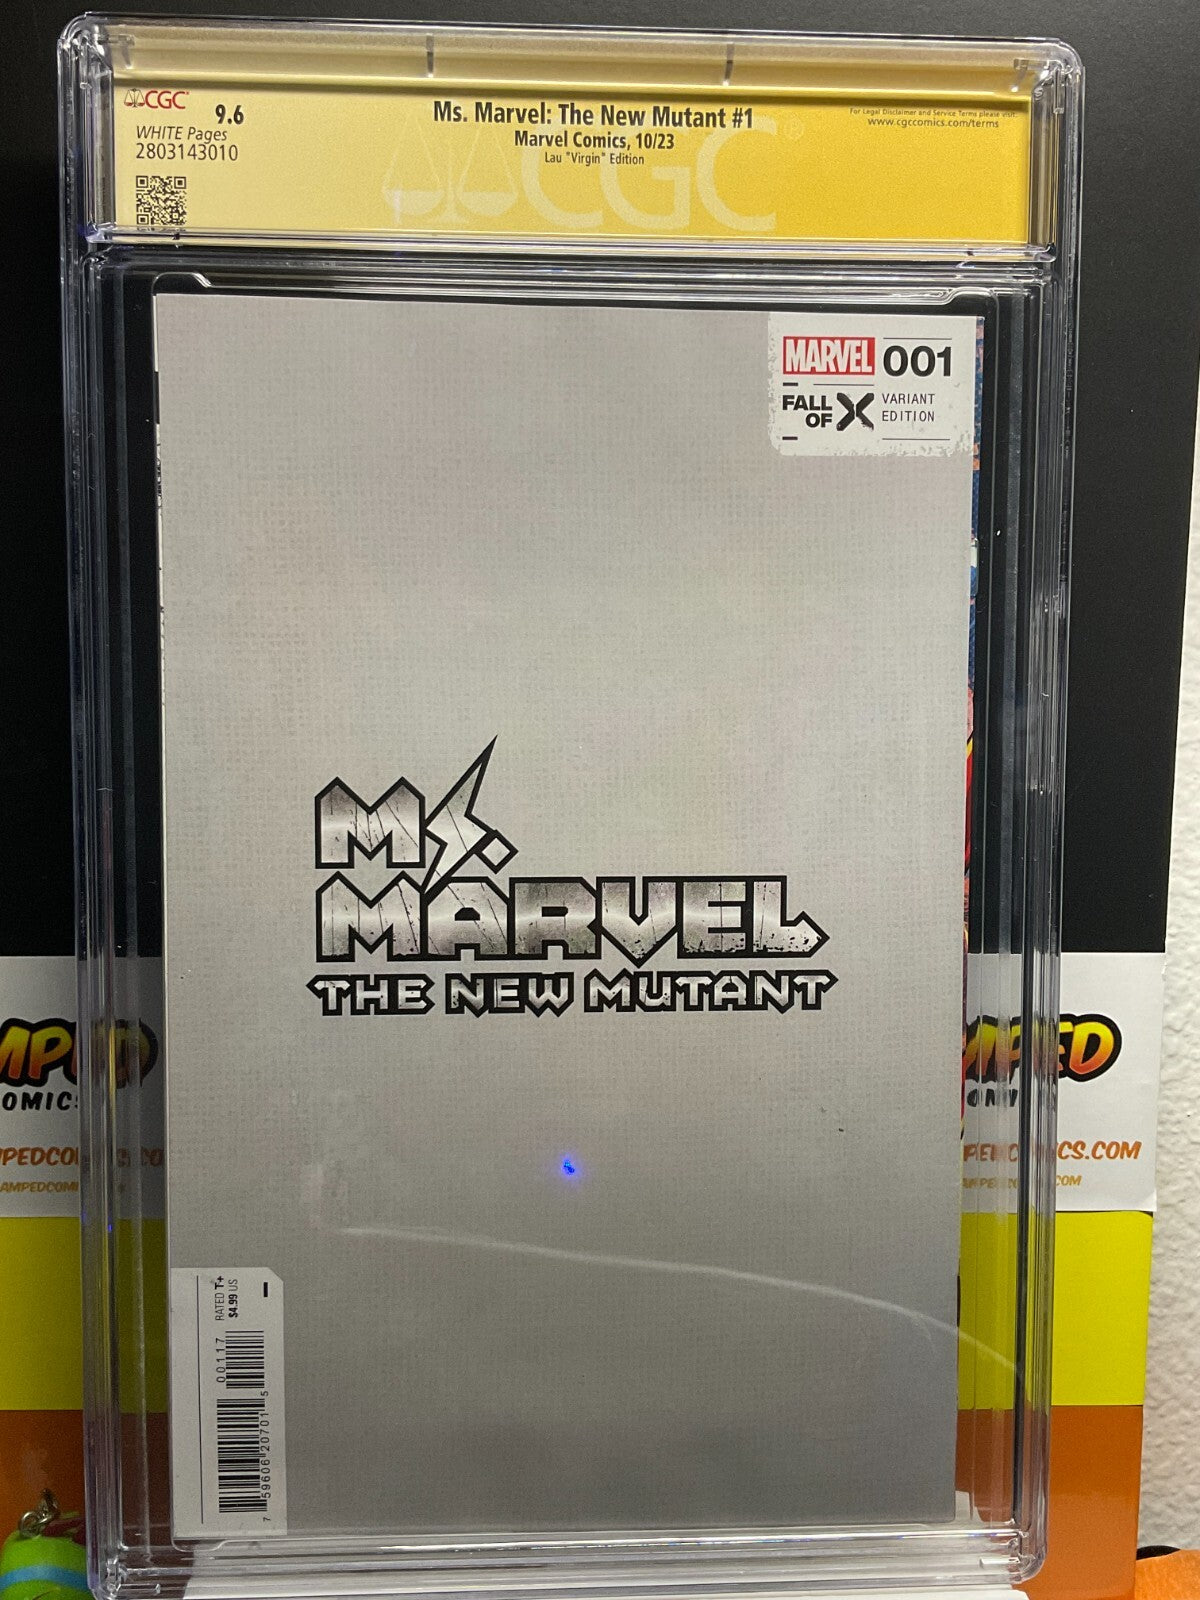 CGC
9.6
WHITE Pages
2803143010
Ms. Marvel: The New Mutant #1
Marvel Comics, 10/23
Lau "Virgin" Edition
For Legal Disclaimer and Service Terms please visit:
www.cgccomics.com/terms
CGC
MARVEL 001
FALL OF X
VARIANT
EDITION
Ms.
MARVEL
THE NEW MUTANT
RATED T+
$4.99 US
00117
7 59606 20701 5
CS.COM